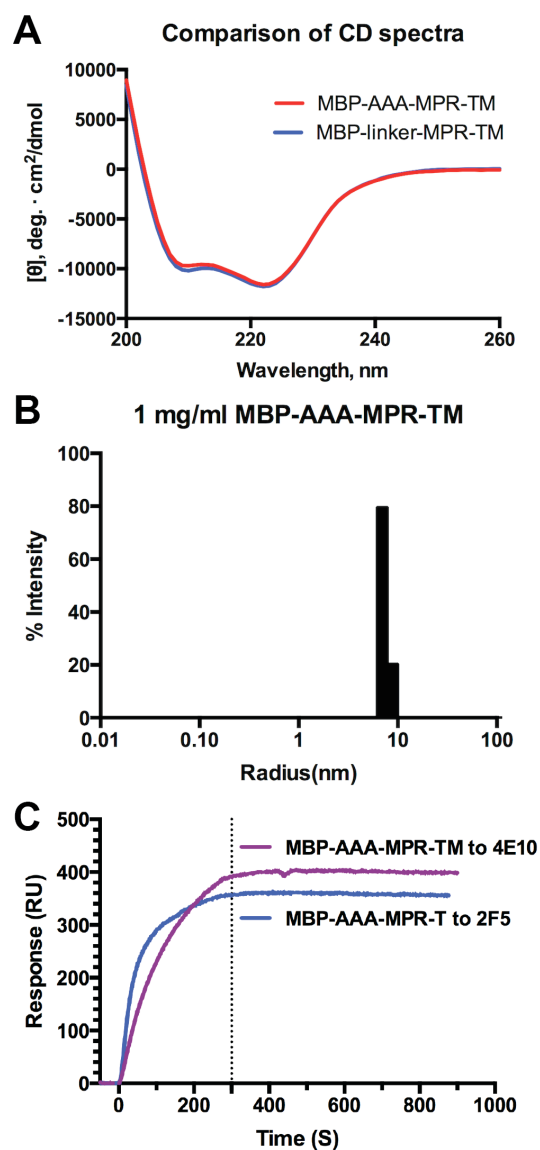 A
Comparison of CD spectra
[θ], deg. · cm²/dmol
10000
5000
0
-5000
-10000
-15000
MBP-AAA-MPR-TM
MBP-linker-MPR-TM
200 220 240 260
Wavelength, nm
B
1 mg/ml MBP-AAA-MPR-TM
% Intensity
100
80
60
40
20
0
0.01 0.10 1 10 100
Radius(nm)
C
Response (RU)
500
400
300
200
100
0
MBP-AAA-MPR-TM to 4E10
MBP-AAA-MPR-T to 2F5
0 200 400 600 800 1000
Time (S)